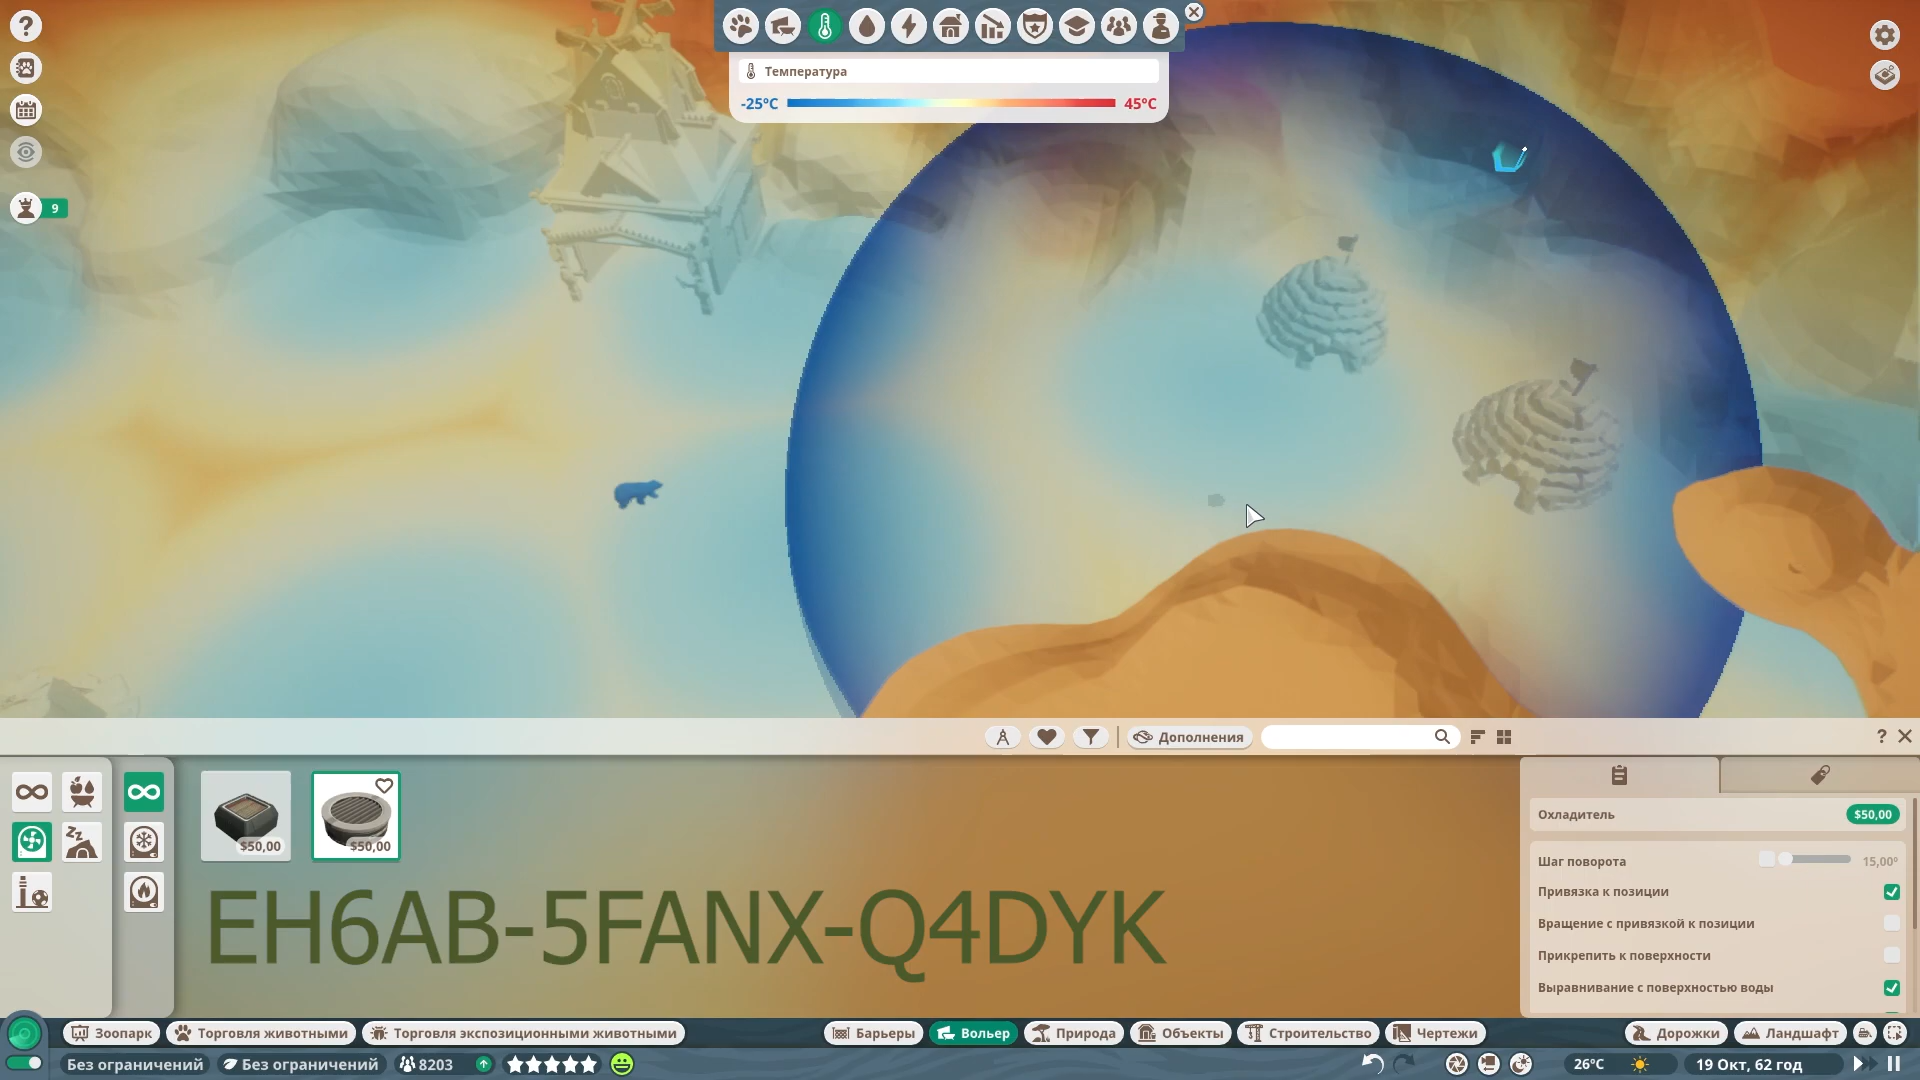 ?
Температура
-25°C 45°C
9
Дополнения
?
$50,00
$50,00
EH6AB-5FANX-Q4DYK
Охладитель $50,00
Шаг поворота 15,00°
Привязка к позиции
Вращение с привязкой к позиции
Прикрепить к поверхности
Выравнивание с поверхностью воды
Зоопарк Торговля животными Торговля экспозиционными животными Барьеры Вольер Природа Объекты Строительство Чертежи Дорожки Ландшафт
Без ограничений Без ограничений 8203 26°C 19 Окт, 62 год